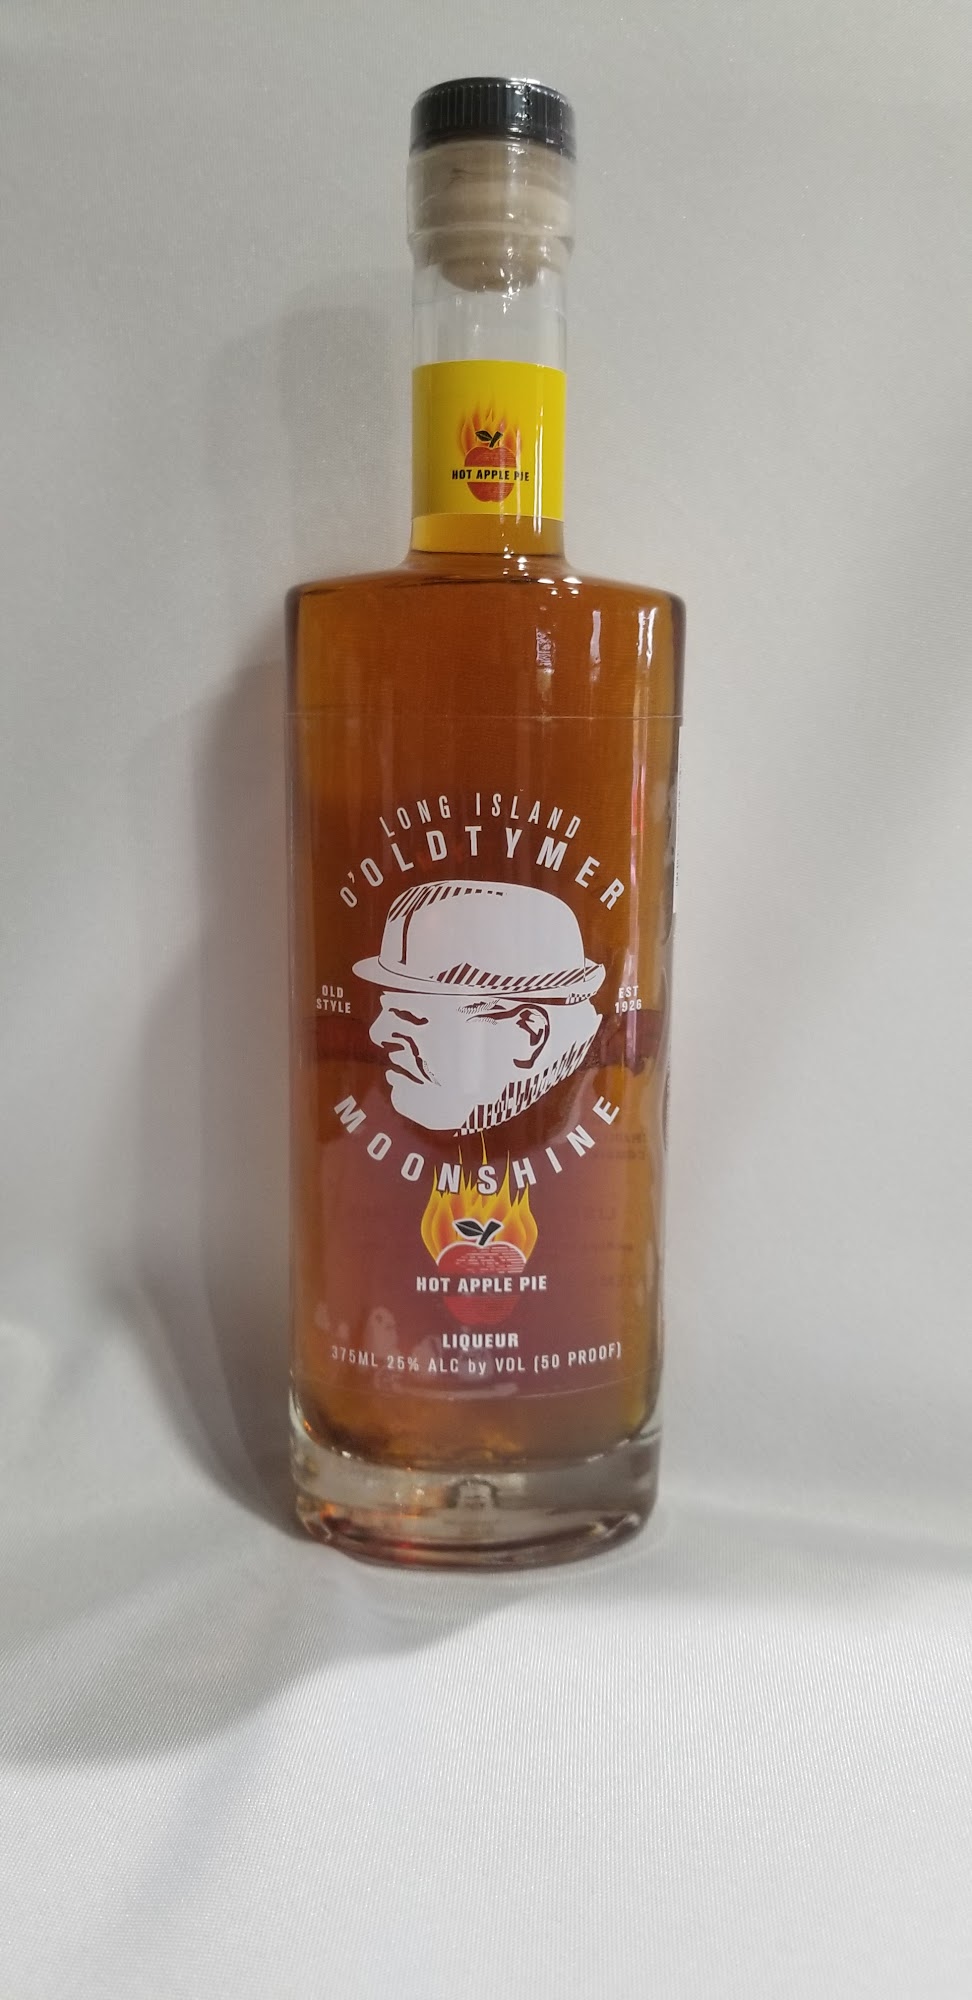 HOT APPLE PIE
LONG ISLAND
O'OLDTYMER
OLD
STYLE
EST
1926
MOONSHINE
HOT APPLE PIE
LIQUEUR
375ML 25% ALC by VOL (50 PROOF)